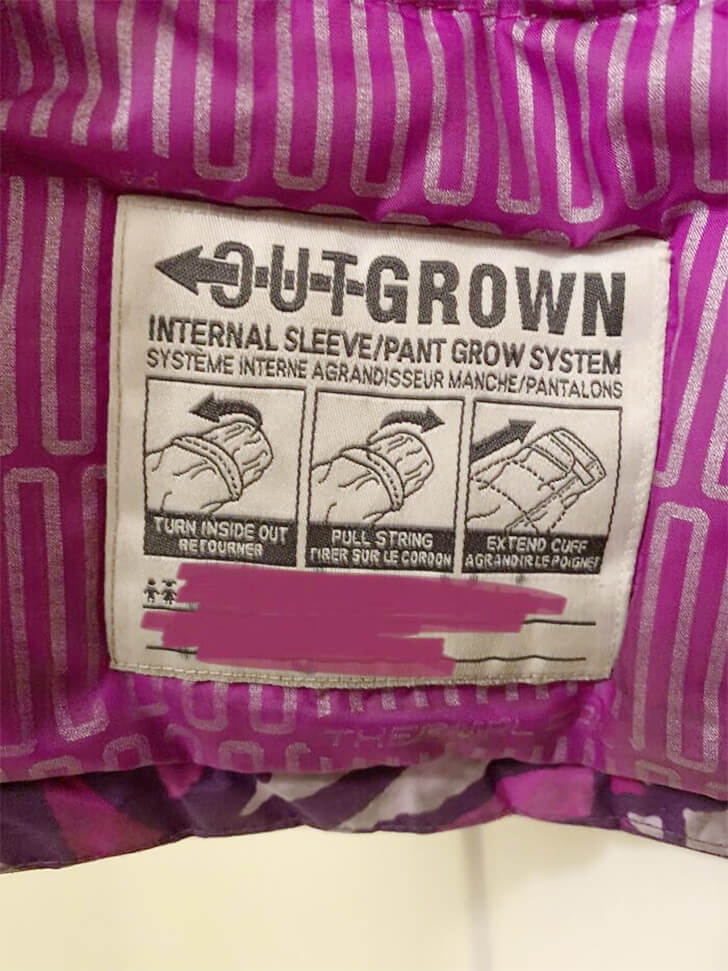 OUTGROWN
INTERNAL SLEEVE/PANT GROW SYSTEM
SYSTÈME INTERNE AGRANDISSEUR MANCHE/PANTALONS
TURN INSIDE OUT
RETOURNER
PULL STRING
TIRER SUR LE CORDON
EXTEND CUFF
AGRANDIR LE POIGNET